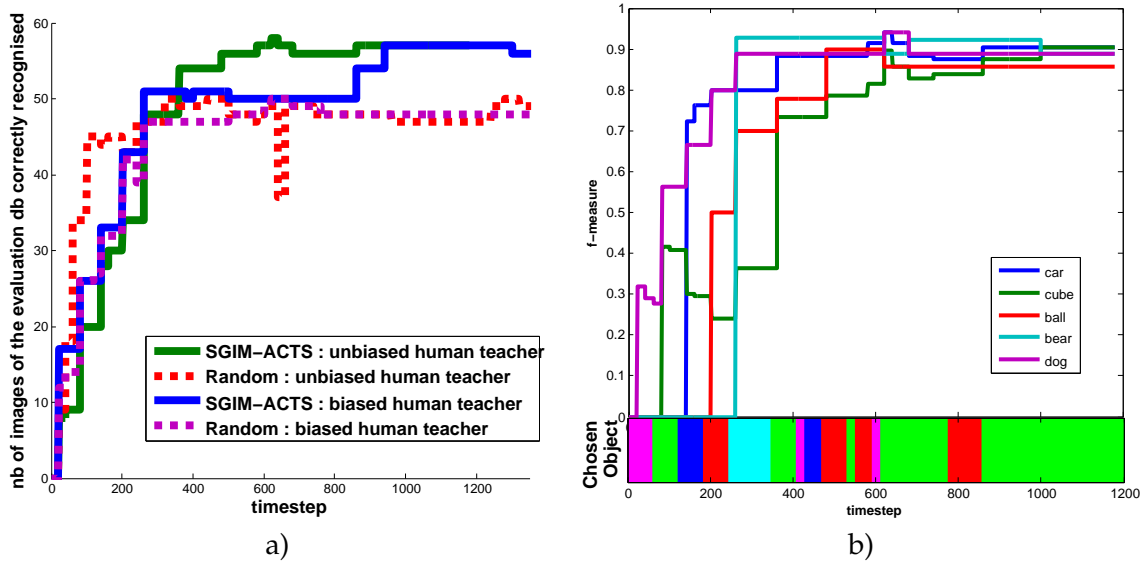 nb of images of the evaluation db correctly recognised
60
50
40
30
20
10
0
0 200 400 600 800 1000 1200
timestep
SGIM−ACTS : unbiased human teacher
Random : unbiased human teacher
SGIM−ACTS : biased human teacher
Random : biased human teacher
a)
f−measure
1
0.9
0.8
0.7
0.6
0.5
0.4
0.3
0.2
0.1
0
car
cube
ball
bear
dog
Chosen
Object
0 200 400 600 800 1000 1200
timestep
b)